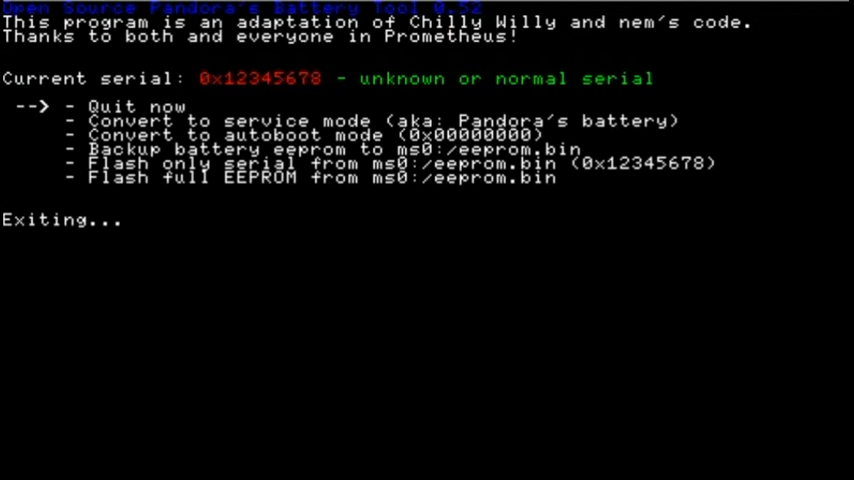 Open Source Pandora's Battery Tool 0.52
This program is an adaptation of Chilly Willy and nem's code.
Thanks to both and everyone in Prometheus!
Current serial: 0x12345678 - unknown or normal serial
--> - Quit now
- Convert to service mode (aka: Pandora's battery)
- Convert to autoboot mode (0x00000000)
- Backup battery eeprom to ms0:/eeprom.bin
- Flash only serial from ms0:/eeprom.bin (0x12345678)
- Flash full EEPROM from ms0:/eeprom.bin
Exiting...